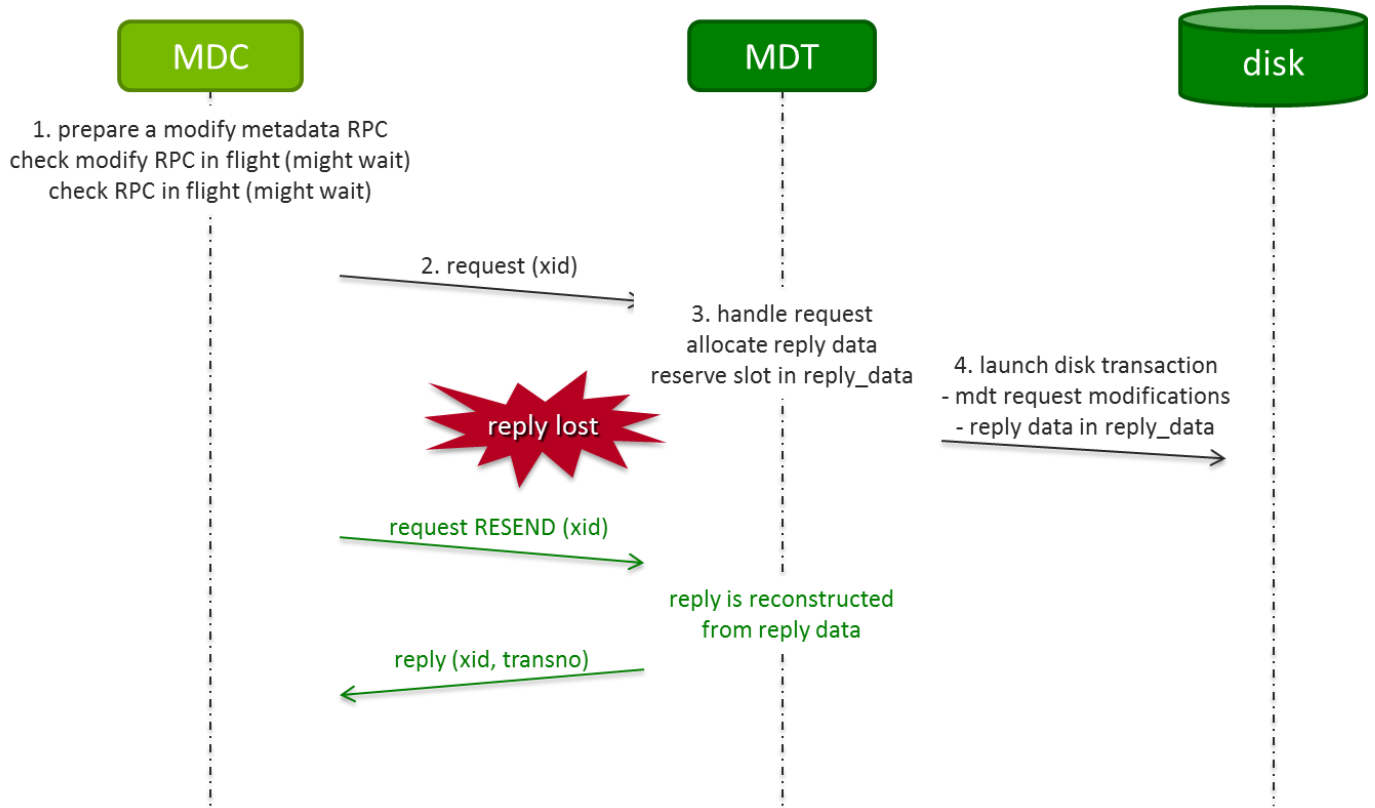 MDC
MDT
disk
1. prepare a modify metadata RPC
check modify RPC in flight (might wait)
check RPC in flight (might wait)
2. request (xid)
3. handle request
allocate reply data
reserve slot in reply_data
4. launch disk transaction
- mdt request modifications
- reply data in reply_data
reply lost
request RESEND (xid)
reply is reconstructed
from reply data
reply (xid, transno)